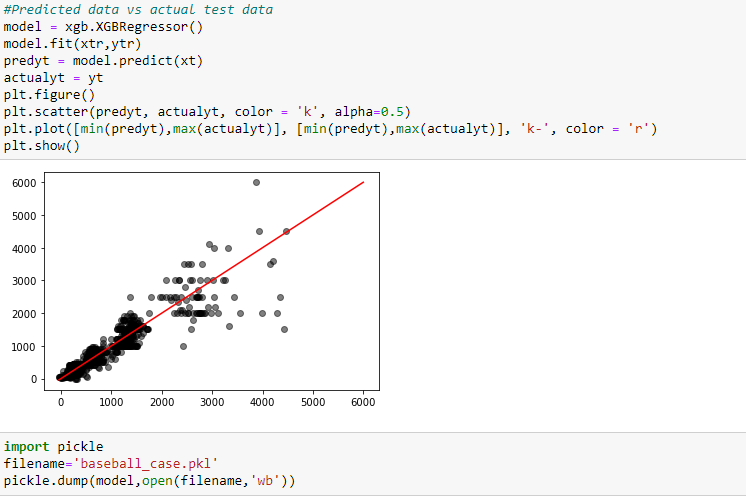 #Predicted data vs actual test data
model = xgb.XGBRegressor()
model.fit(xtr,ytr)
predyt = model.predict(xt)
actualyt = yt
plt.figure()
plt.scatter(predyt, actualyt, color = 'k', alpha=0.5)
plt.plot([min(predyt),max(actualyt)], [min(predyt),max(actualyt)], 'k-', color = 'r')
plt.show()
6000
5000
4000
3000
2000
1000
0
0 1000 2000 3000 4000 5000 6000
import pickle
filename='baseball_case.pkl'
pickle.dump(model,open(filename,'wb'))